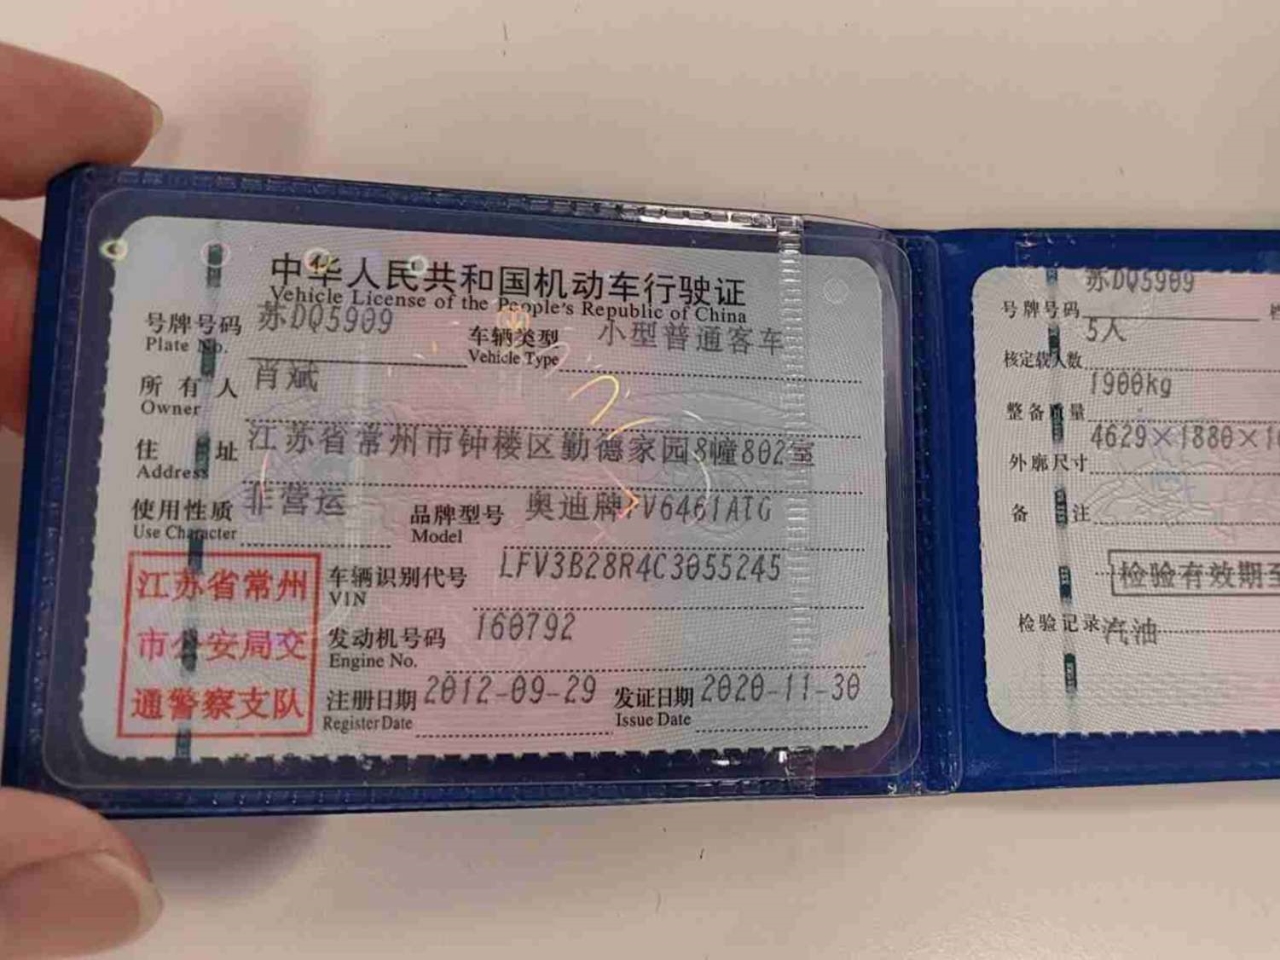 中华人民共和国机动车行驶证
Vehicle License of the People's Republic of China
号牌号码 苏DQ5909 车辆类型 小型普通客车
Plate No. Vehicle Type
所有人 肖斌
Owner
住址 江苏省常州市钟楼区勤德家园8幢802室
Address
使用性质 非营运 品牌型号 奥迪牌FV6461ATG
Use Character Model
江苏省常州
市公安局交
通警察支队
车辆识别代号 LFV3B28R4C3055245
VIN
发动机号码 160792
Engine No.
注册日期 2012-09-29 发证日期 2020-11-30
Register Date Issue Date
号牌号码 苏DQ5909
核定载人数 5人
整备质量 1900kg
外廓尺寸 4629×1880×1
备注
检验有效期至
检验记录 汽油